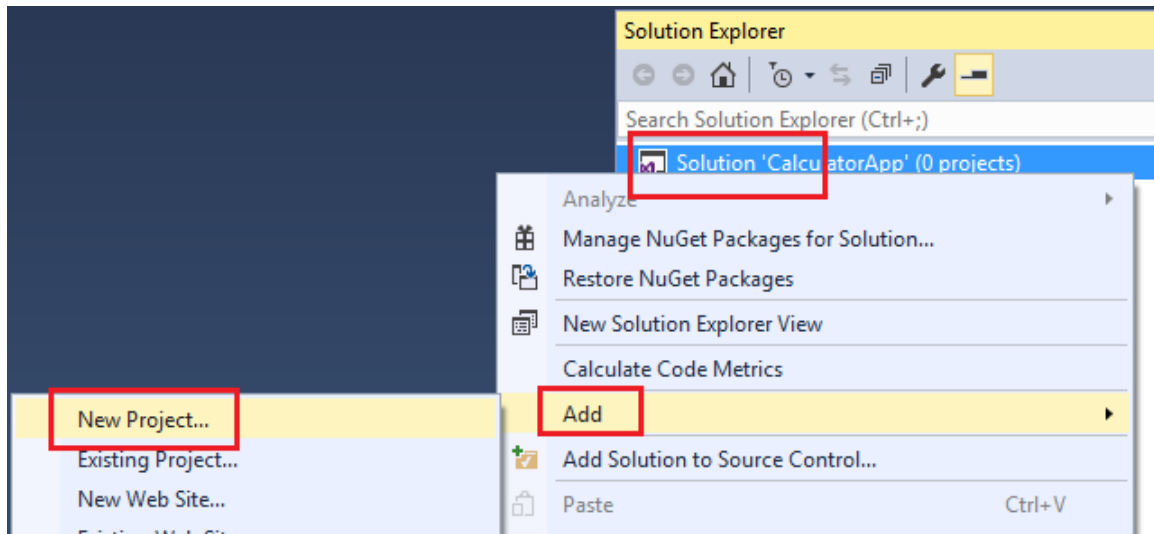 Solution Explorer
Search Solution Explorer (Ctrl+;)
Solution 'CalculatorApp' (0 projects)
Analyze
Manage NuGet Packages for Solution...
Restore NuGet Packages
New Solution Explorer View
Calculate Code Metrics
Add
New Project...
Existing Project...
Add Solution to Source Control...
New Web Site...
Paste Ctrl+V